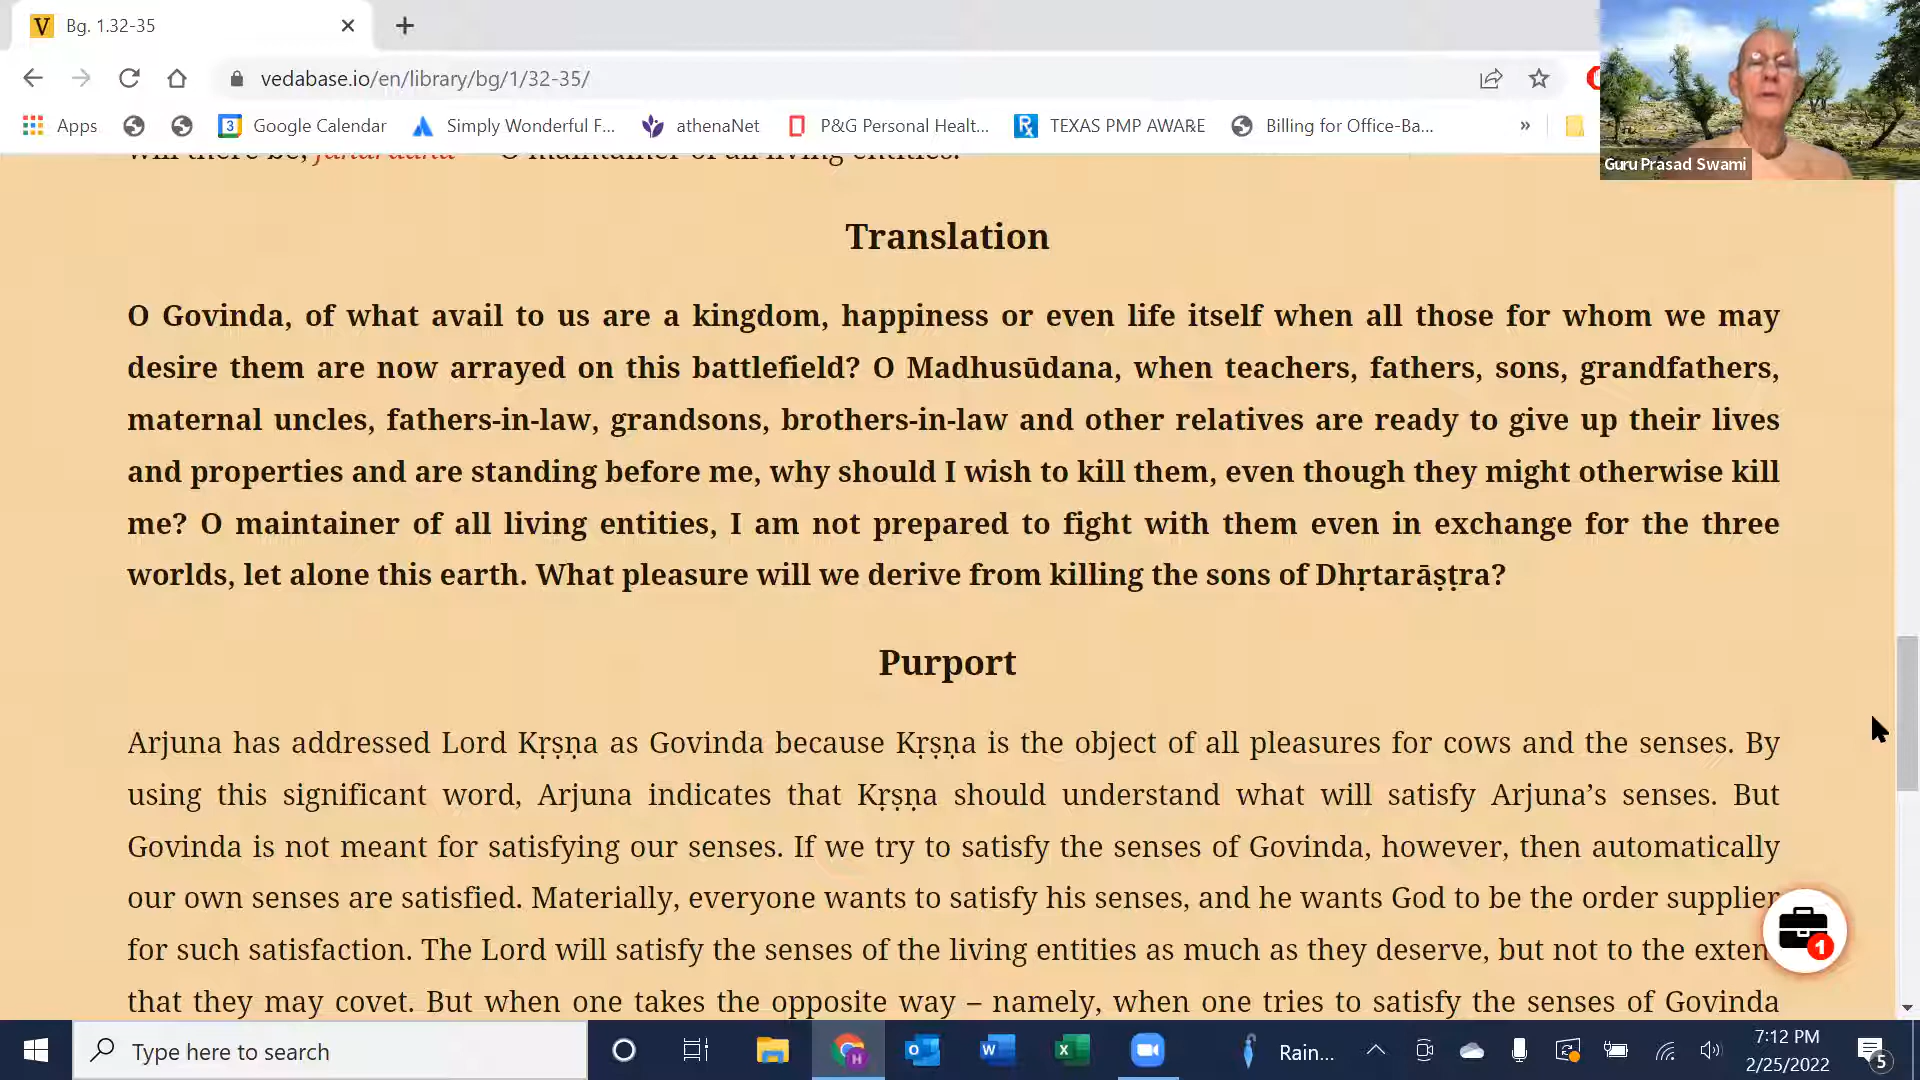 V Bg. 1.32-35
vedabase.io/en/library/bg/1/32-35/
Apps
3 Google Calendar
Simply Wonderful F...
athenaNet
P&G Personal Healt...
TEXAS PMP AWARE
Billing for Office-Ba...
»
Guru Prasad Swami
will there be, janārdana – O maintainer of all living entities.
Translation
O Govinda, of what avail to us are a kingdom, happiness or even life itself when all those for whom we may
desire them are now arrayed on this battlefield? O Madhusūdana, when teachers, fathers, sons, grandfathers,
maternal uncles, fathers-in-law, grandsons, brothers-in-law and other relatives are ready to give up their lives
and properties and are standing before me, why should I wish to kill them, even though they might otherwise kill
me? O maintainer of all living entities, I am not prepared to fight with them even in exchange for the three
worlds, let alone this earth. What pleasure will we derive from killing the sons of Dhṛtarāṣṭra?
Purport
Arjuna has addressed Lord Kṛṣṇa as Govinda because Kṛṣṇa is the object of all pleasures for cows and the senses. By
using this significant word, Arjuna indicates that Kṛṣṇa should understand what will satisfy Arjuna’s senses. But
Govinda is not meant for satisfying our senses. If we try to satisfy the senses of Govinda, however, then automatically
our own senses are satisfied. Materially, everyone wants to satisfy his senses, and he wants God to be the order supplier
for such satisfaction. The Lord will satisfy the senses of the living entities as much as they deserve, but not to the extent
that they may covet. But when one takes the opposite way – namely, when one tries to satisfy the senses of Govinda
1
Type here to search
H
Rain...
7:12 PM
2/25/2022
5